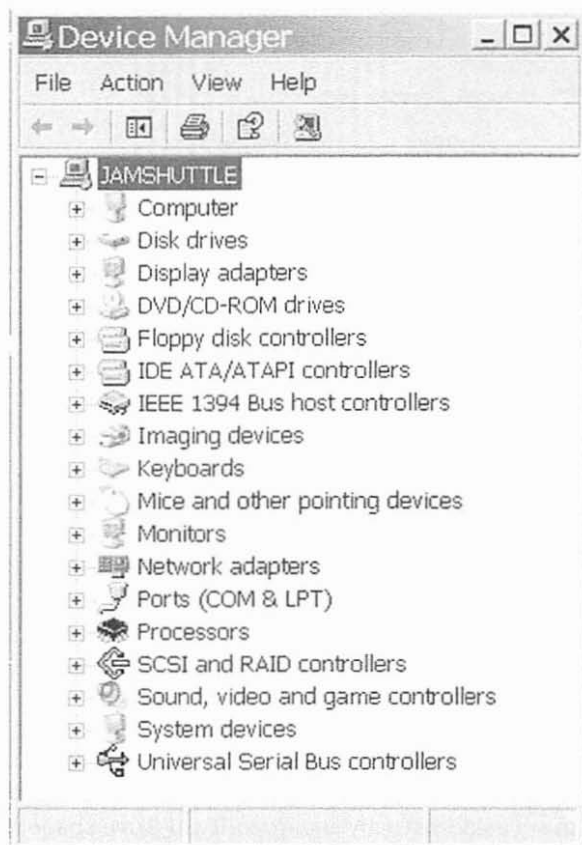 Device Manager
File Action View Help
JAMSHUTTLE
Computer
Disk drives
Display adapters
DVD/CD-ROM drives
Floppy disk controllers
IDE ATA/ATAPI controllers
IEEE 1394 Bus host controllers
Imaging devices
Keyboards
Mice and other pointing devices
Monitors
Network adapters
Ports (COM & LPT)
Processors
SCSI and RAID controllers
Sound, video and game controllers
System devices
Universal Serial Bus controllers